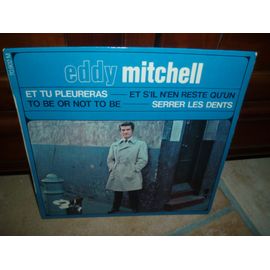 eddy mitchell
ET TU PLEURERAS — ET S'IL N'EN RESTE QU'UN
TO BE OR NOT TO BE — SERRER LES DENTS